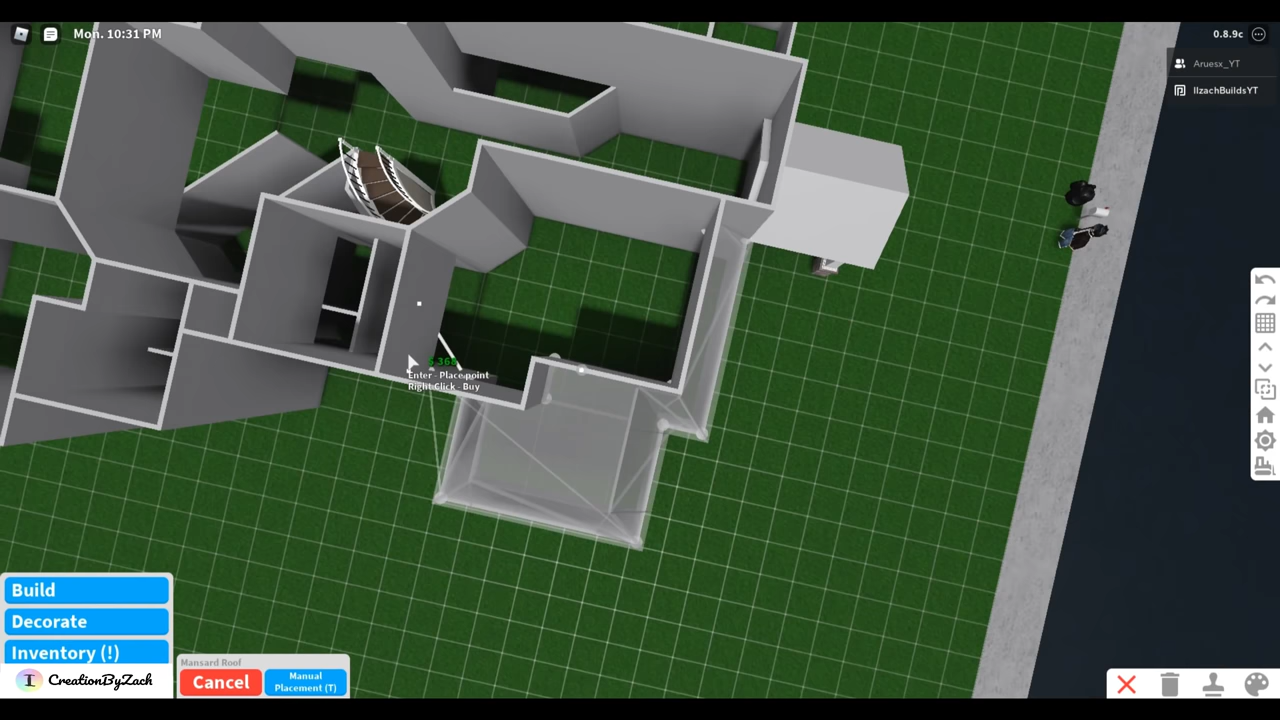 Mon. 10:31 PM
0.8.9c
Aruesx_YT
IlzachBuildsYT
$ 368
Enter - Place point
Right Click - Buy
Build
Decorate
Inventory (!)
CreationByZach
Mansard Roof
Cancel
Manual
Placement (T)